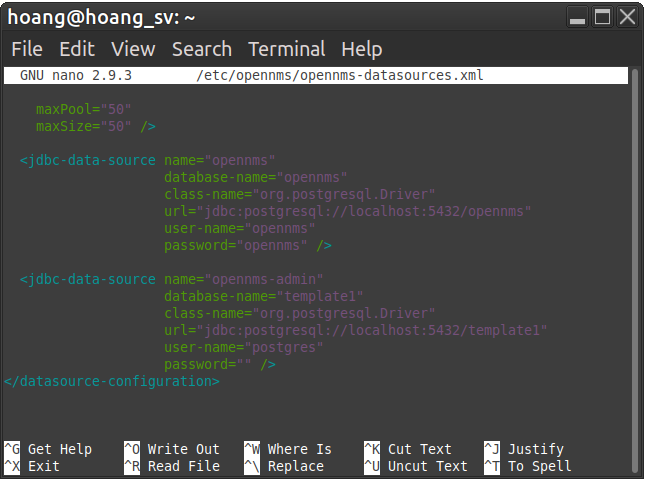 hoang@hoang_sv: ~
File Edit View Search Terminal Help
GNU nano 2.9.3 /etc/opennms/opennms-datasources.xml
maxPool="50"
maxSize="50" />
<jdbc-data-source name="opennms"
database-name="opennms"
class-name="org.postgresql.Driver"
url="jdbc:postgresql://localhost:5432/opennms"
user-name="opennms"
password="opennms" />
<jdbc-data-source name="opennms-admin"
database-name="template1"
class-name="org.postgresql.Driver"
url="jdbc:postgresql://localhost:5432/template1"
user-name="postgres"
password="" />
</datasource-configuration>
^G Get Help ^O Write Out ^W Where Is ^K Cut Text ^J Justify
^X Exit ^R Read File ^\ Replace ^U Uncut Text ^T To Spell